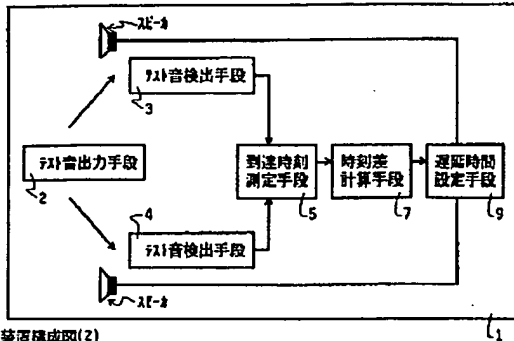 スピーカ
テスト音検出手段
3
テスト音出力手段
2
到達時刻
測定手段
5
時刻差
計算手段
7
遅延時間
設定手段
9
4
テスト音検出手段
スピーカ
1
装置構成図(2)